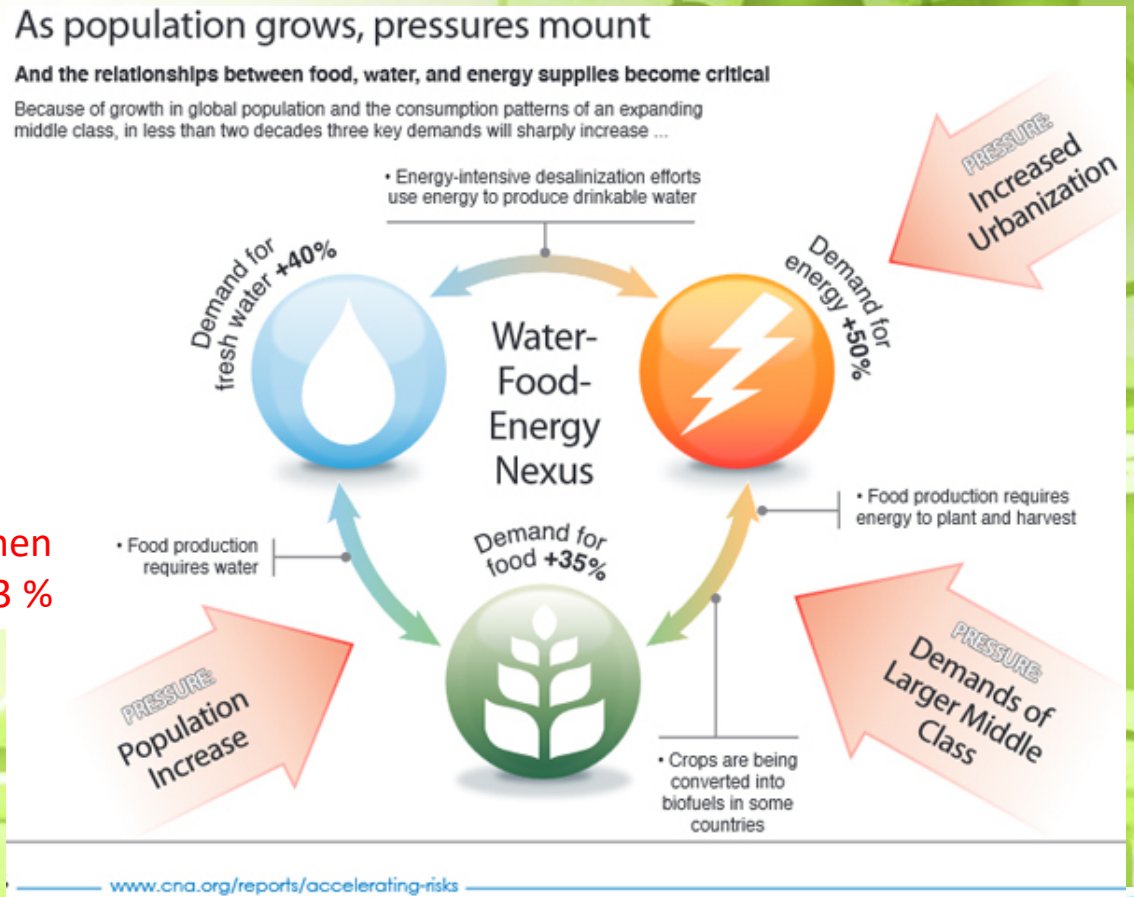 As population grows, pressures mount
And the relationships between food, water, and energy supplies become critical
Because of growth in global population and the consumption patterns of an expanding
middle class, in less than two decades three key demands will sharply increase ...
PRESSURE:
Increased
Urbanization
• Energy-intensive desalinization efforts
use energy to produce drinkable water
Demand for
fresh water +40%
Demand for
energy +50%
Water-
Food-
Energy
Nexus
• Food production requires
energy to plant and harvest
• Food production
requires water
Demand for
food +35%
%
PRESSURE:
Population
Increase
PRESSURE:
Demands of
Larger Middle
Class
• Crops are being
converted into
biofuels in some
countries
www.cna.org/reports/accelerating-risks